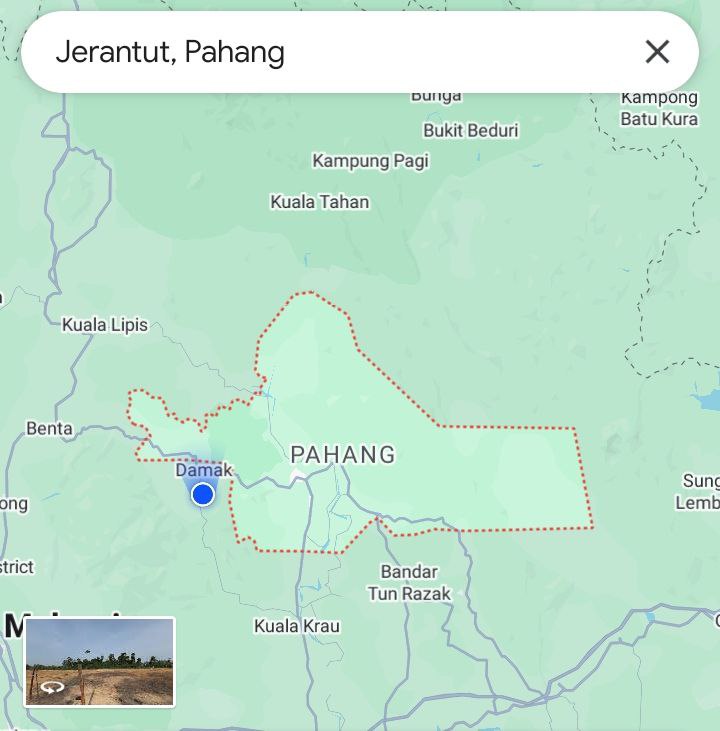 Jerantut, Pahang
Bunga
Kampong
Batu Kura
Bukit Beduri
Kampung Pagi
Kuala Tahan
Kuala Lipis
Benta
PAHANG
Damak
Sung
Lemb
ong
Bandar
Tun Razak
strict
Kuala Krau